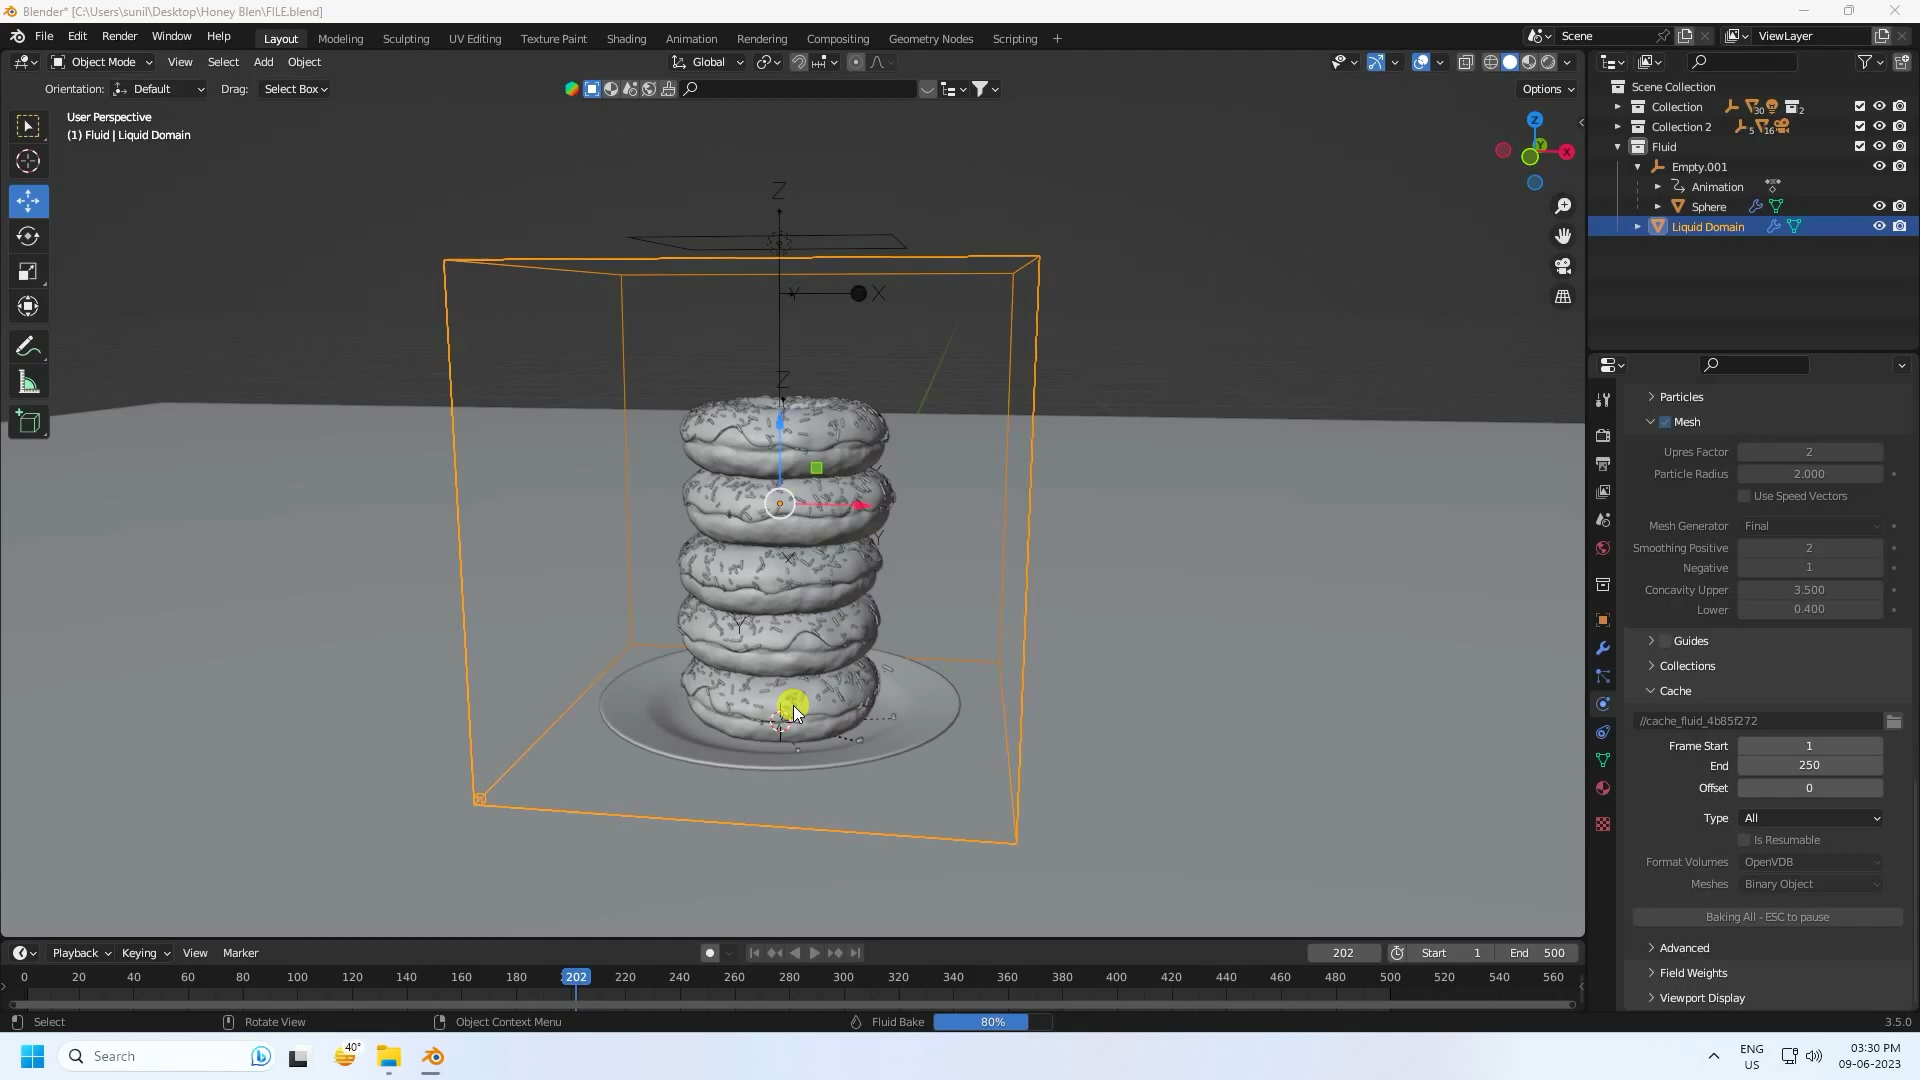 Blender* [C:\Users\sunil\Desktop\Honey Blen\FILE.blend]
File Edit Render Window Help Layout Modeling Sculpting UV Editing Texture Paint Shading Animation Rendering Compositing Geometry Nodes Scripting + Scene ViewLayer
Object Mode View Select Add Object Global
Orientation: Default Drag: Select Box Options
User Perspective
(1) Fluid | Liquid Domain
Z
X
Y
Z
-Y X
Z
Y
X
Y
Scene Collection
Collection 30 2
Collection 2 5 16
Fluid
Empty.001
Animation
Sphere
Liquid Domain
Particles
Mesh
Upres Factor 2
Particle Radius 2.000
Use Speed Vectors
Mesh Generator Final
Smoothing Positive 2
Negative 1
Concavity Upper 3.500
Lower 0.400
Guides
Collections
Cache
//cache_fluid_4b85f272
Frame Start 1
End 250
Offset 0
Type All
Is Resumable
Format Volumes OpenVDB
Meshes Binary Object
Baking All - ESC to pause
Advanced
Field Weights
Viewport Display
Playback Keying View Marker 202 Start 1 End 500
0 20 40 60 80 100 120 140 160 180 202 220 240 260 280 300 320 340 360 380 400 420 440 460 480 500 520 540 560
Select Rotate View Object Context Menu Fluid Bake 80% 3.5.0
Search 40° ENG US 03:30 PM
09-06-2023